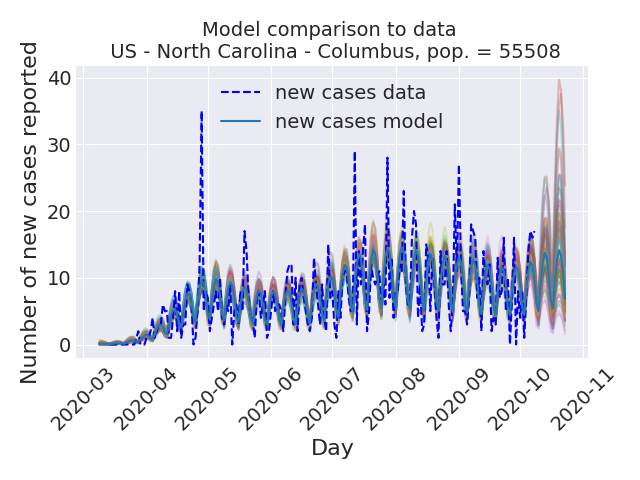 Model comparison to data
US - North Carolina - Columbus, pop. = 55508
Number of new cases reported
40
30
20
10
0
new cases data
new cases model
2020-03
2020-04
2020-05
2020-06
2020-07
2020-08
2020-09
2020-10
2020-11
Day